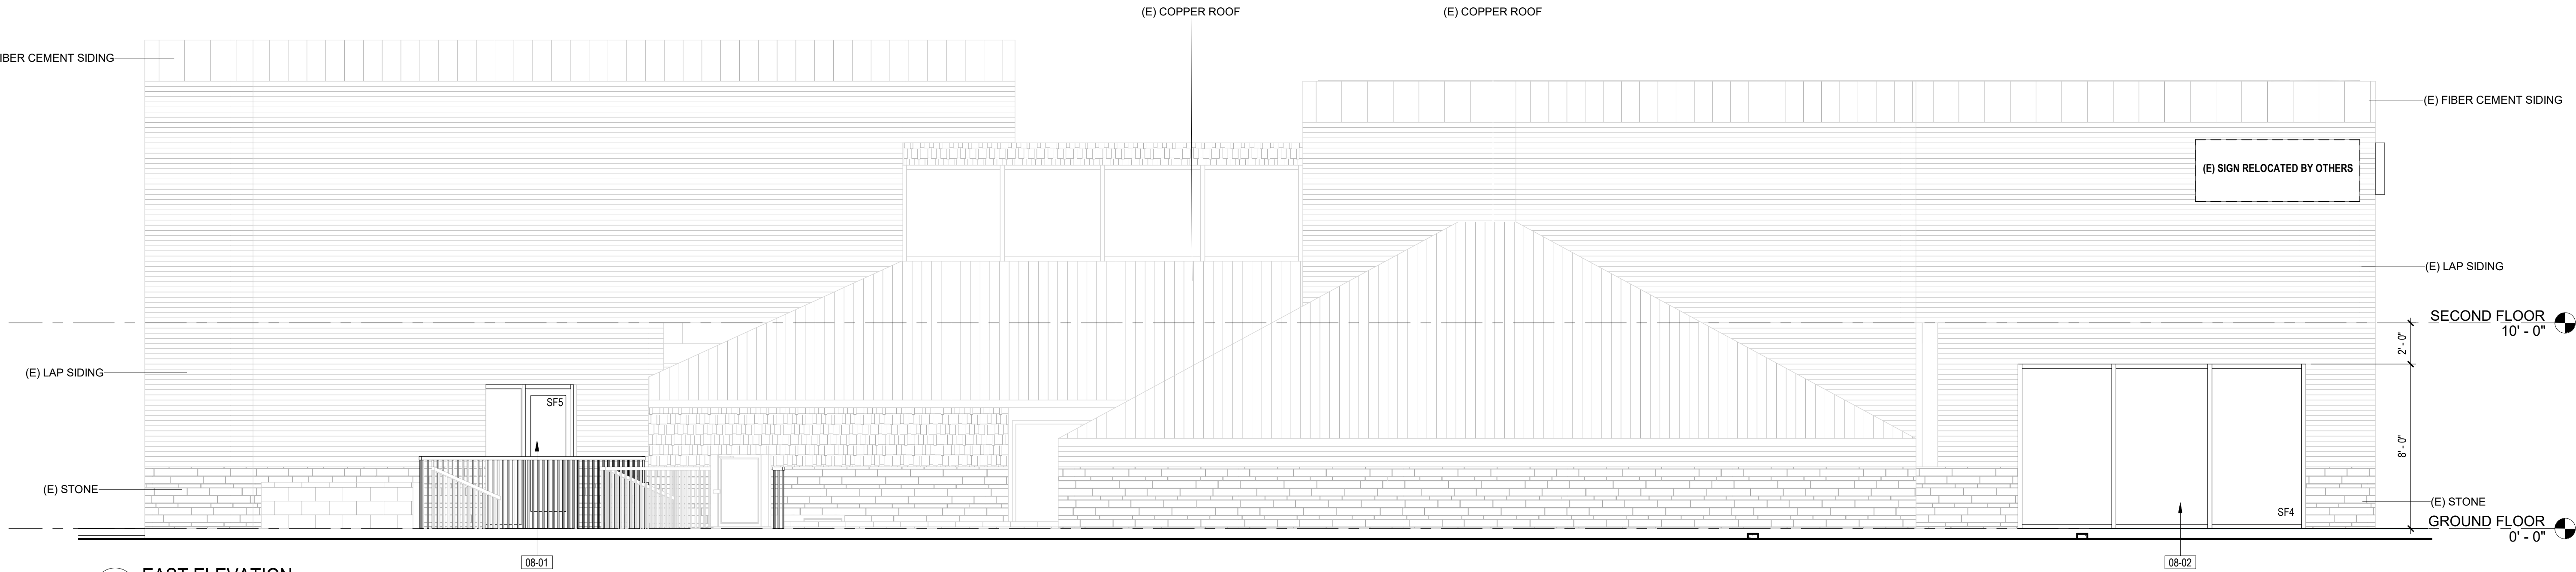 (E) COPPER ROOF
(E) COPPER ROOF
IBER CEMENT SIDING
(E) FIBER CEMENT SIDING
(E) SIGN RELOCATED BY OTHERS
(E) LAP SIDING
SECOND FLOOR
10' - 0"
2' - 0"
(E) LAP SIDING
SF5
8' - 0"
(E) STONE
(E) STONE
SF4
GROUND FLOOR
0' - 0"
08-01
08-02
EAST ELEVATION